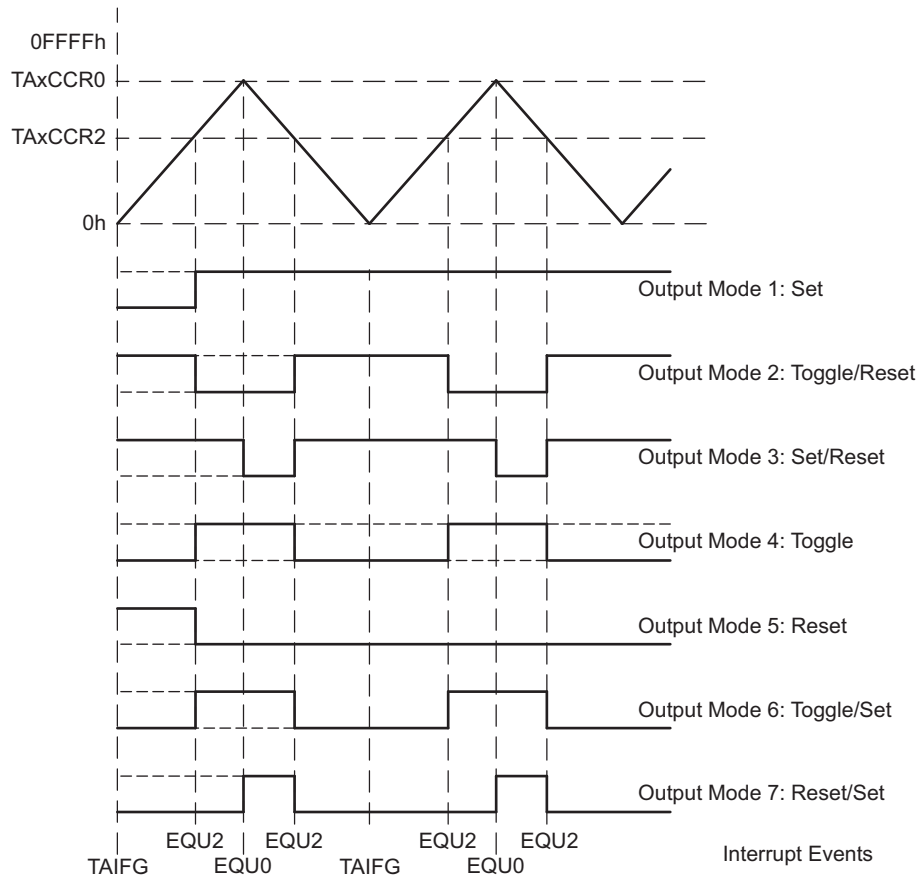 0FFFFh
TAxCCR0
TAxCCR2
0h
Output Mode 1: Set
Output Mode 2: Toggle/Reset
Output Mode 3: Set/Reset
Output Mode 4: Toggle
Output Mode 5: Reset
Output Mode 6: Toggle/Set
Output Mode 7: Reset/Set
EQU2 EQU2 EQU2 EQU2
TAIFG EQU0 TAIFG EQU0
Interrupt Events